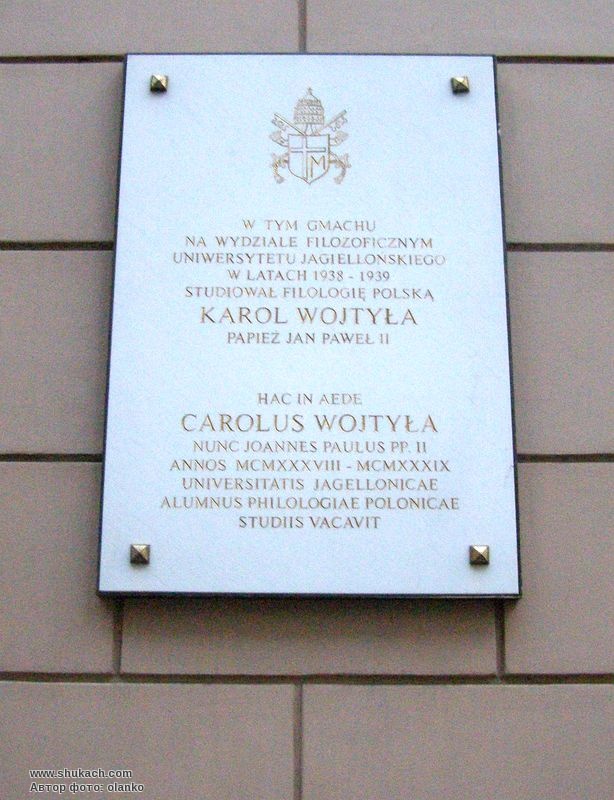 M
W TYM GMACHU
NA WYDZIALE FILOZOFICZNYM
UNIWERSYTETU JAGIELLOŃSKIEGO
W LATACH 1938 - 1939
STUDIOWAŁ FILOLOGIĘ POLSKĄ
KAROL WOJTYŁA
PAPIEŻ JAN PAWEŁ II
HAC IN AEDE
CAROLUS WOJTYŁA
NUNC JOANNES PAULUS PP. II
ANNOS MCMXXXVIII - MCMXXXIX
UNIVERSITATIS JAGELLONICAE
ALUMNUS PHILOLOGIAE POLONICAE
STUDIIS VACAVIT
www.shukach.com
Автор фото: olanko